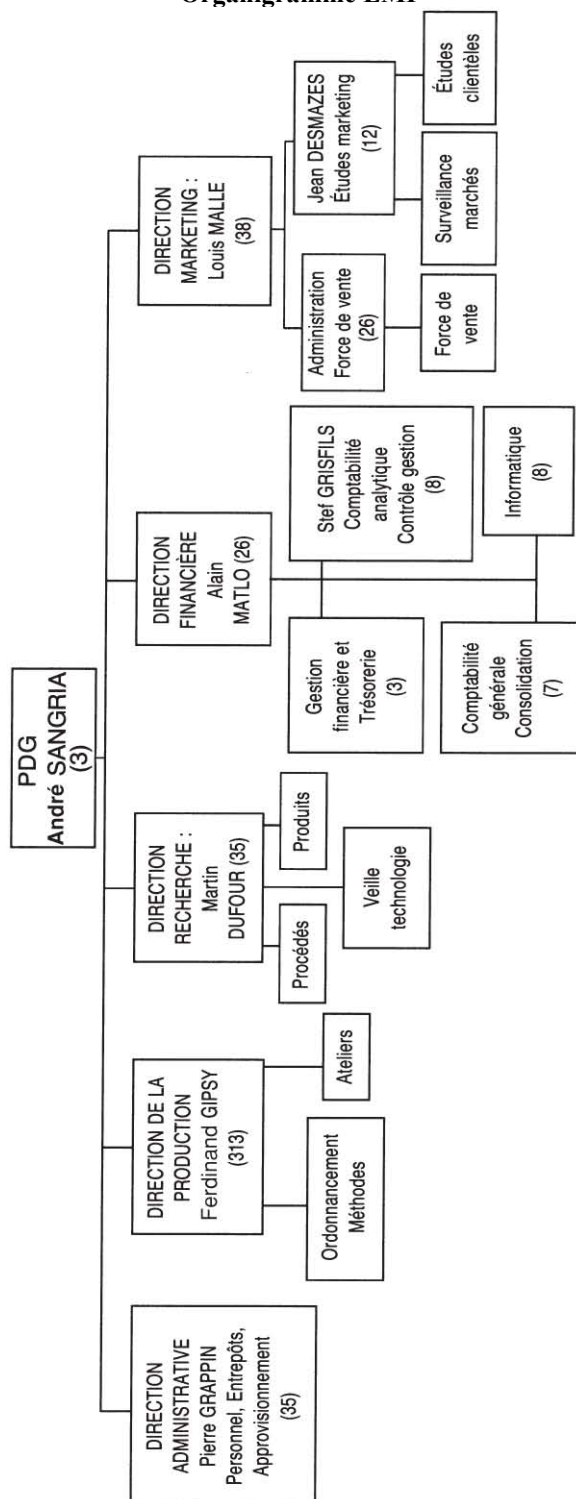 Organigramme EMI
PDG
André SANGRIA
(3)
DIRECTION
ADMINISTRATIVE
Pierre GRAPPIN
Personnel, Entrepôts,
Approvisionnement
(35)
DIRECTION DE LA
PRODUCTION
Ferdinand GIPSY
(313)
Ordonnancement
Méthodes
Ateliers
DIRECTION
RECHERCHE :
Martin
DUFOUR (35)
Procédés
Veille
technologie
Produits
DIRECTION
FINANCIÈRE
Alain
MATLO (26)
Gestion
financière et
Trésorerie
(3)
Stef GRISFILS
Comptabilité
analytique
Contrôle gestion
(8)
Comptabilité
générale
Consolidation
(7)
Informatique
(8)
DIRECTION
MARKETING :
Louis MALLE
(38)
Administration
Force de vente
(26)
Force de
vente
Jean DESMAZES
Études marketing
(12)
Surveillance
marchés
Études
clientèles